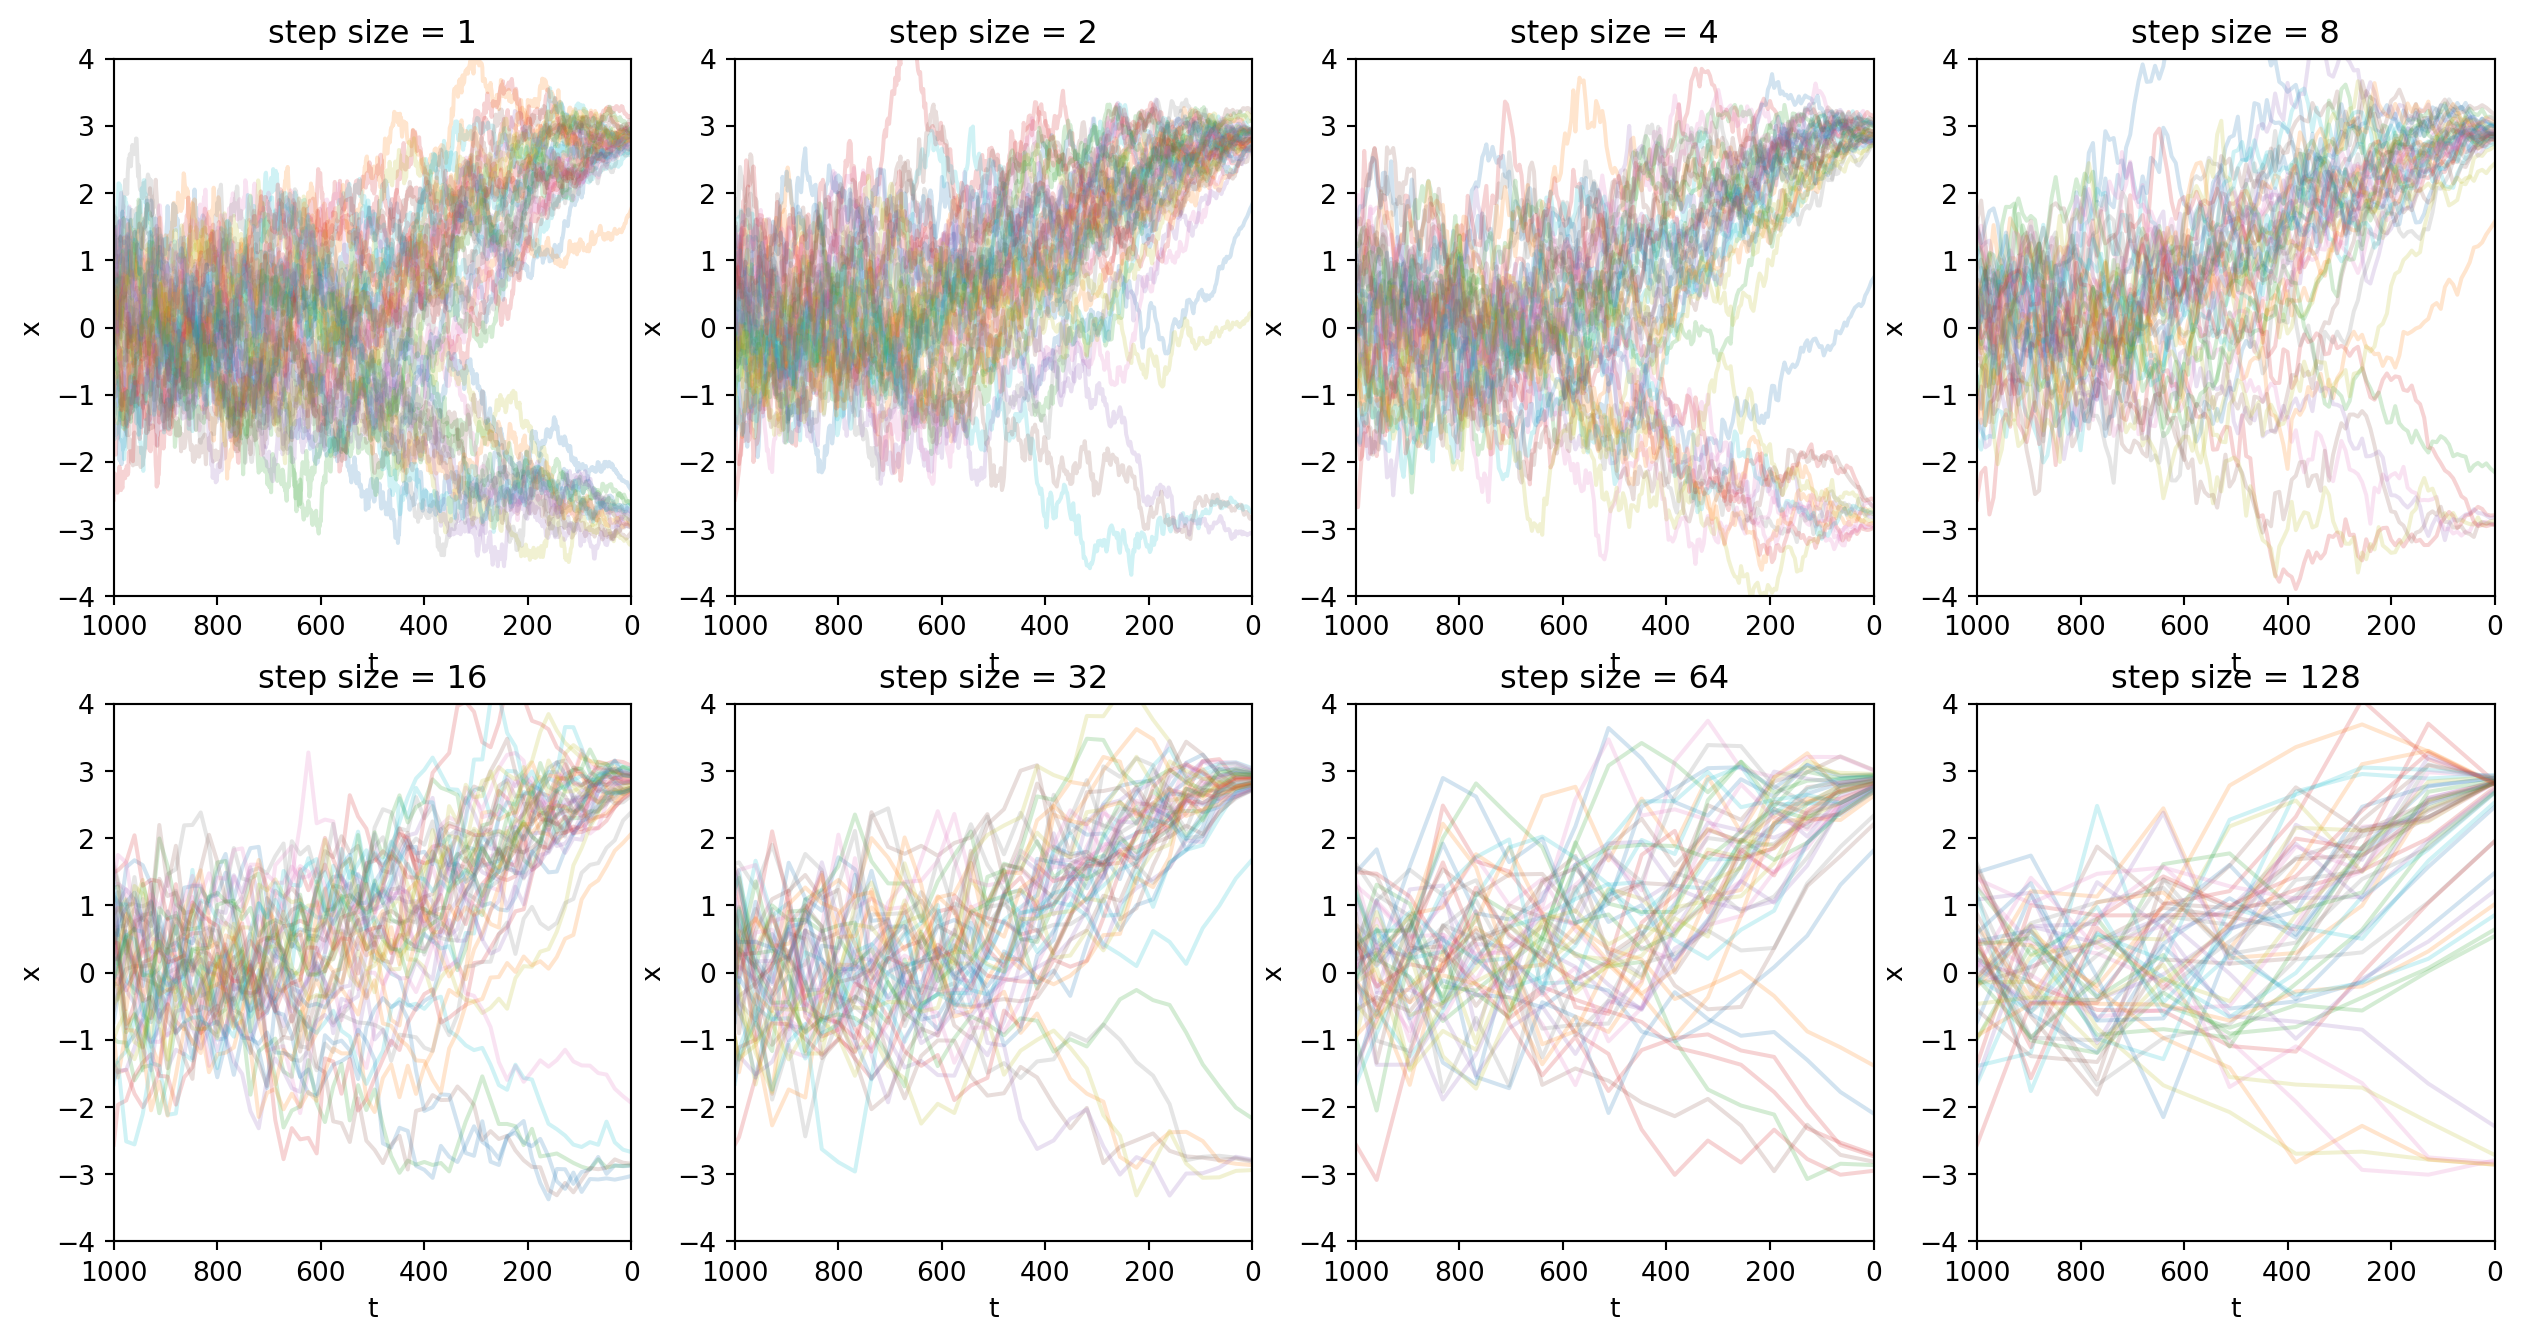 step size = 1
step size = 2
step size = 4
step size = 8
4 4 4 4
3 3 3 3
2 2 2 2
1 1 1 1
x 0 x 0 x 0 x 0
−1 −1 −1 −1
−2 −2 −2 −2
−3 −3 −3 −3
−4 −4 −4 −4
1000 800 600 400 200 0 1000 800 600 400 200 0 1000 800 600 400 200 0 1000 800 600 400 200 0
t t t t
step size = 16
step size = 32
step size = 64
step size = 128
4 4 4 4
3 3 3 3
2 2 2 2
1 1 1 1
x 0 x 0 x 0 x 0
−1 −1 −1 −1
−2 −2 −2 −2
−3 −3 −3 −3
−4 −4 −4 −4
1000 800 600 400 200 0 1000 800 600 400 200 0 1000 800 600 400 200 0 1000 800 600 400 200 0
t t t t